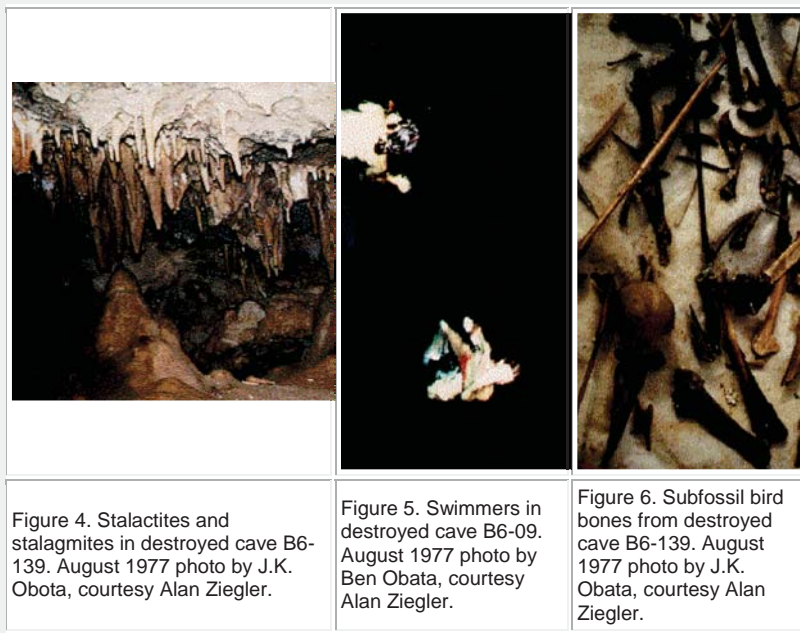 Figure 4. Stalactites and
stalagmites in destroyed cave B6-
139. August 1977 photo by J.K.
Obota, courtesy Alan Ziegler.
Figure 5. Swimmers in
destroyed cave B6-09.
August 1977 photo by
Ben Obata, courtesy
Alan Ziegler.
Figure 6. Subfossil bird
bones from destroyed
cave B6-139. August
1977 photo by J.K.
Obata, courtesy Alan
Ziegler.